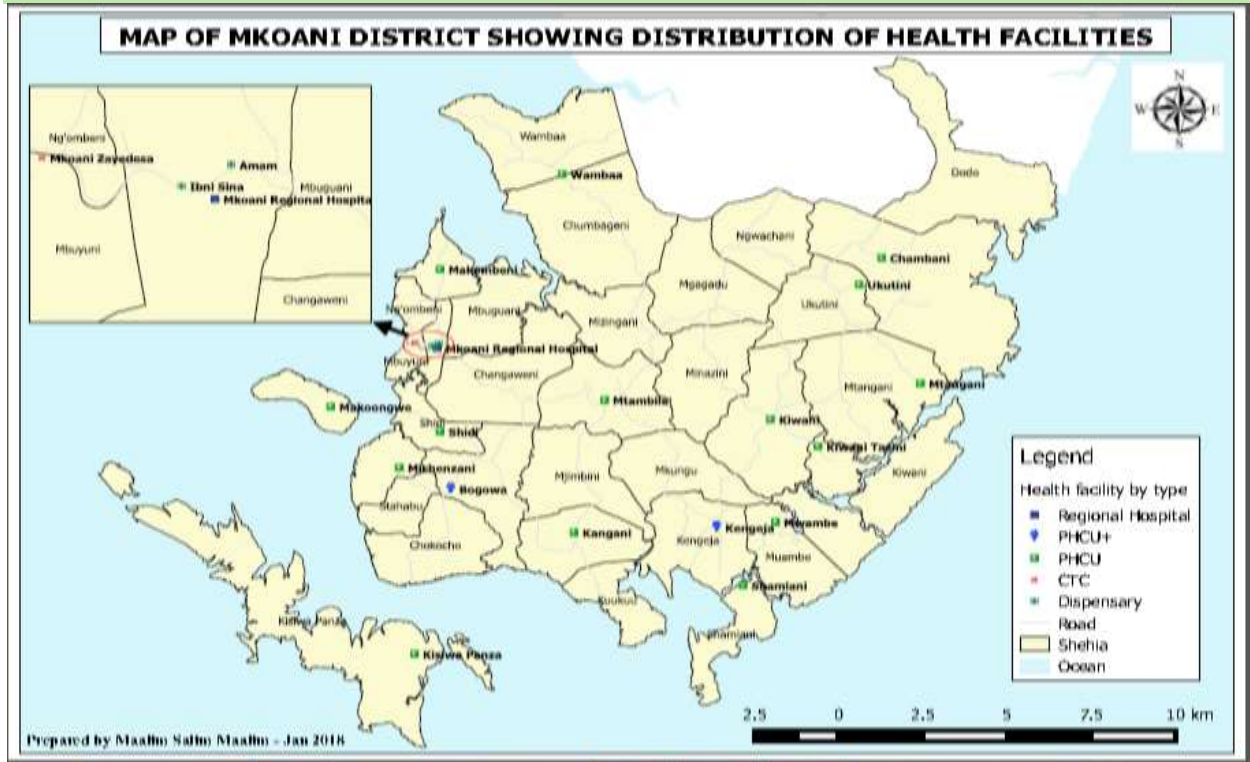 MAP OF MKOANI DISTRICT SHOWING DISTRIBUTION OF HEALTH FACILITIES
N
W E
S
Ng'ombeni
Mkoani Zayedesa
Amam
Ibni Sina
Mbuguani
Mkoani Regional Hospita
Mbuyuni
Changaweni
Wambaa
Wambaa
Chumbageni
Dodo
Ngwachani
Chambani
Makombeni
Mgagadu
Ukutini
Ukutini
Ng'ombeni
Mbuguani
Mizingani
Mkoani Regional Hospital
Mbuyuni
Changaweni
Minazini
Mtangani
Mtangani
Makoongwe
Mtambile
Shidi
Shidi
Kiwani
Kiwani Tasini
Kiwani
Mkhenzani
Bogowa
Mjimbini
Mkungu
Stahabu
Chokocho
Kangani
Kengeja
Kengeja
Mwambe
Muambe
Shamiani
Kuukuu
Shamiani
Kisiwa Panza
Kisiwa Panza
Legend
Health facility by type
Regional Hospital
PHCU+
PHCU
CTC
Dispensary
Road
Shehia
Ocean
2.5 0 2.5 5 7.5 10 km
Prepared by Maalim Salim Maalim - Jan 2018